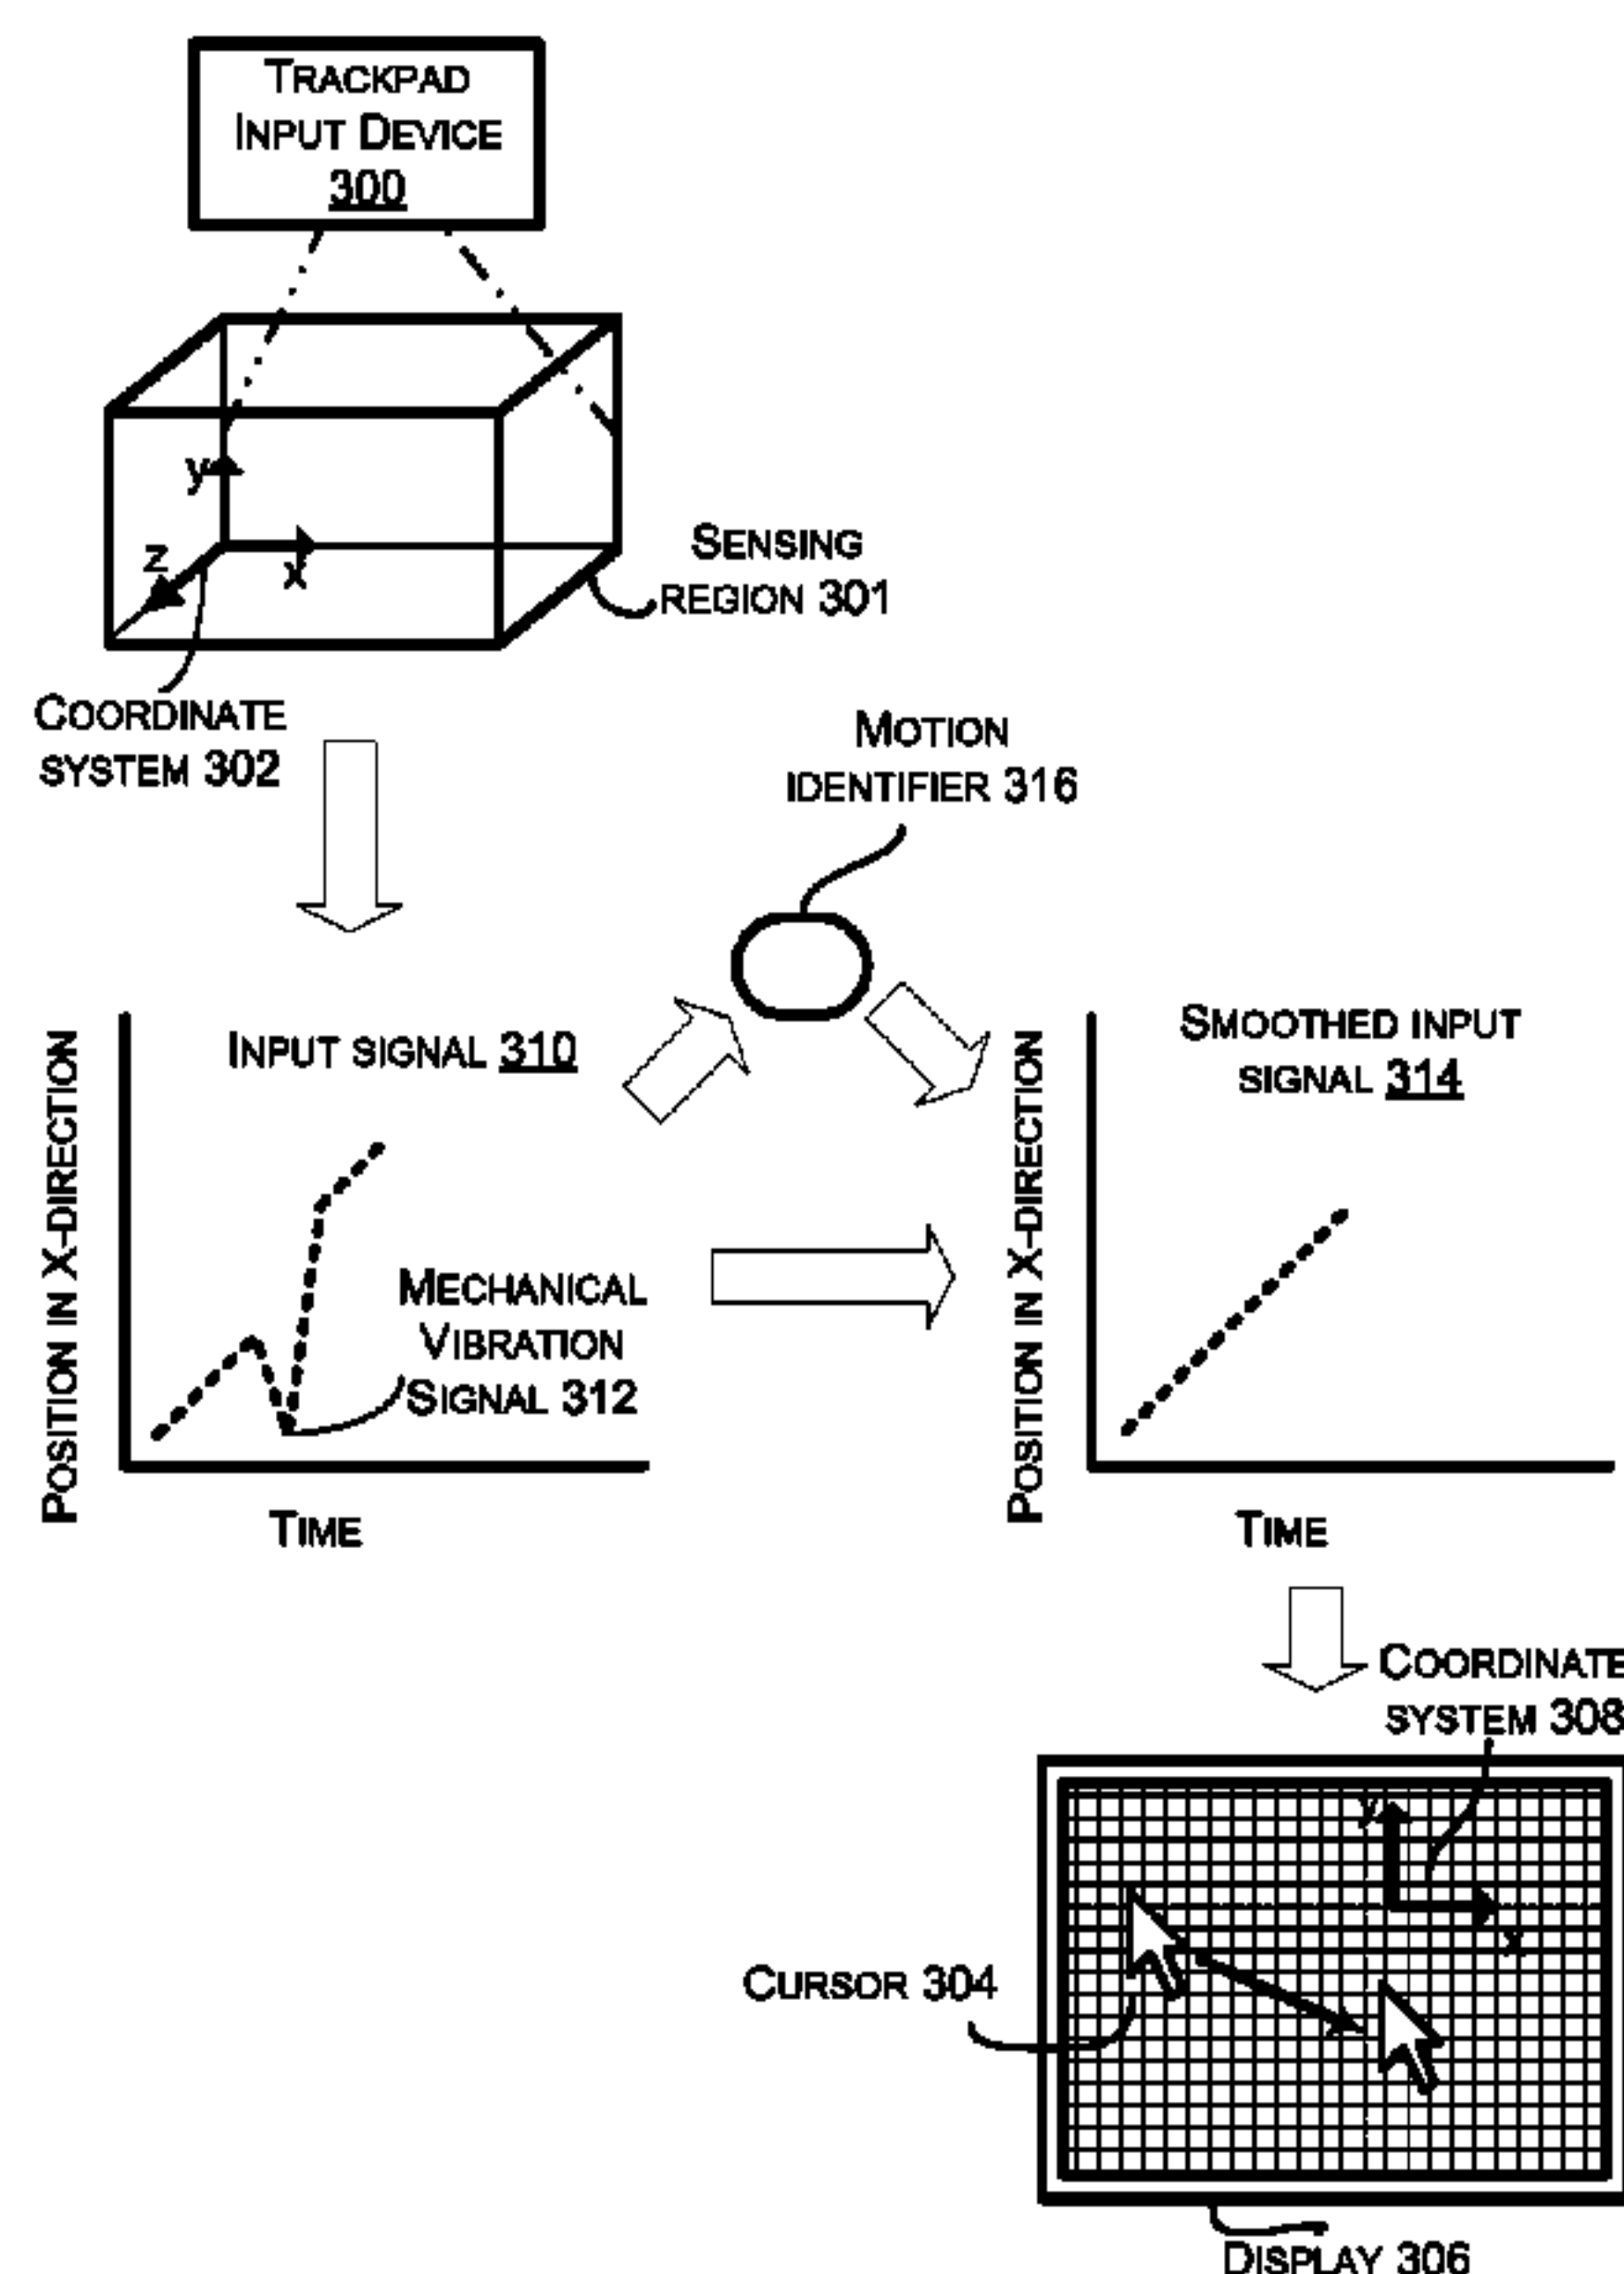 TRACKPAD
INPUT DEVICE
300
y
z
x
SENSING
REGION 301
COORDINATE
SYSTEM 302
MOTION
IDENTIFIER 316
INPUT SIGNAL 310
POSITION IN X-DIRECTION
MECHANICAL
VIBRATION
SIGNAL 312
TIME
SMOOTHED INPUT
SIGNAL 314
POSITION IN X-DIRECTION
TIME
COORDINATE
SYSTEM 308
y
x
CURSOR 304
DISPLAY 306